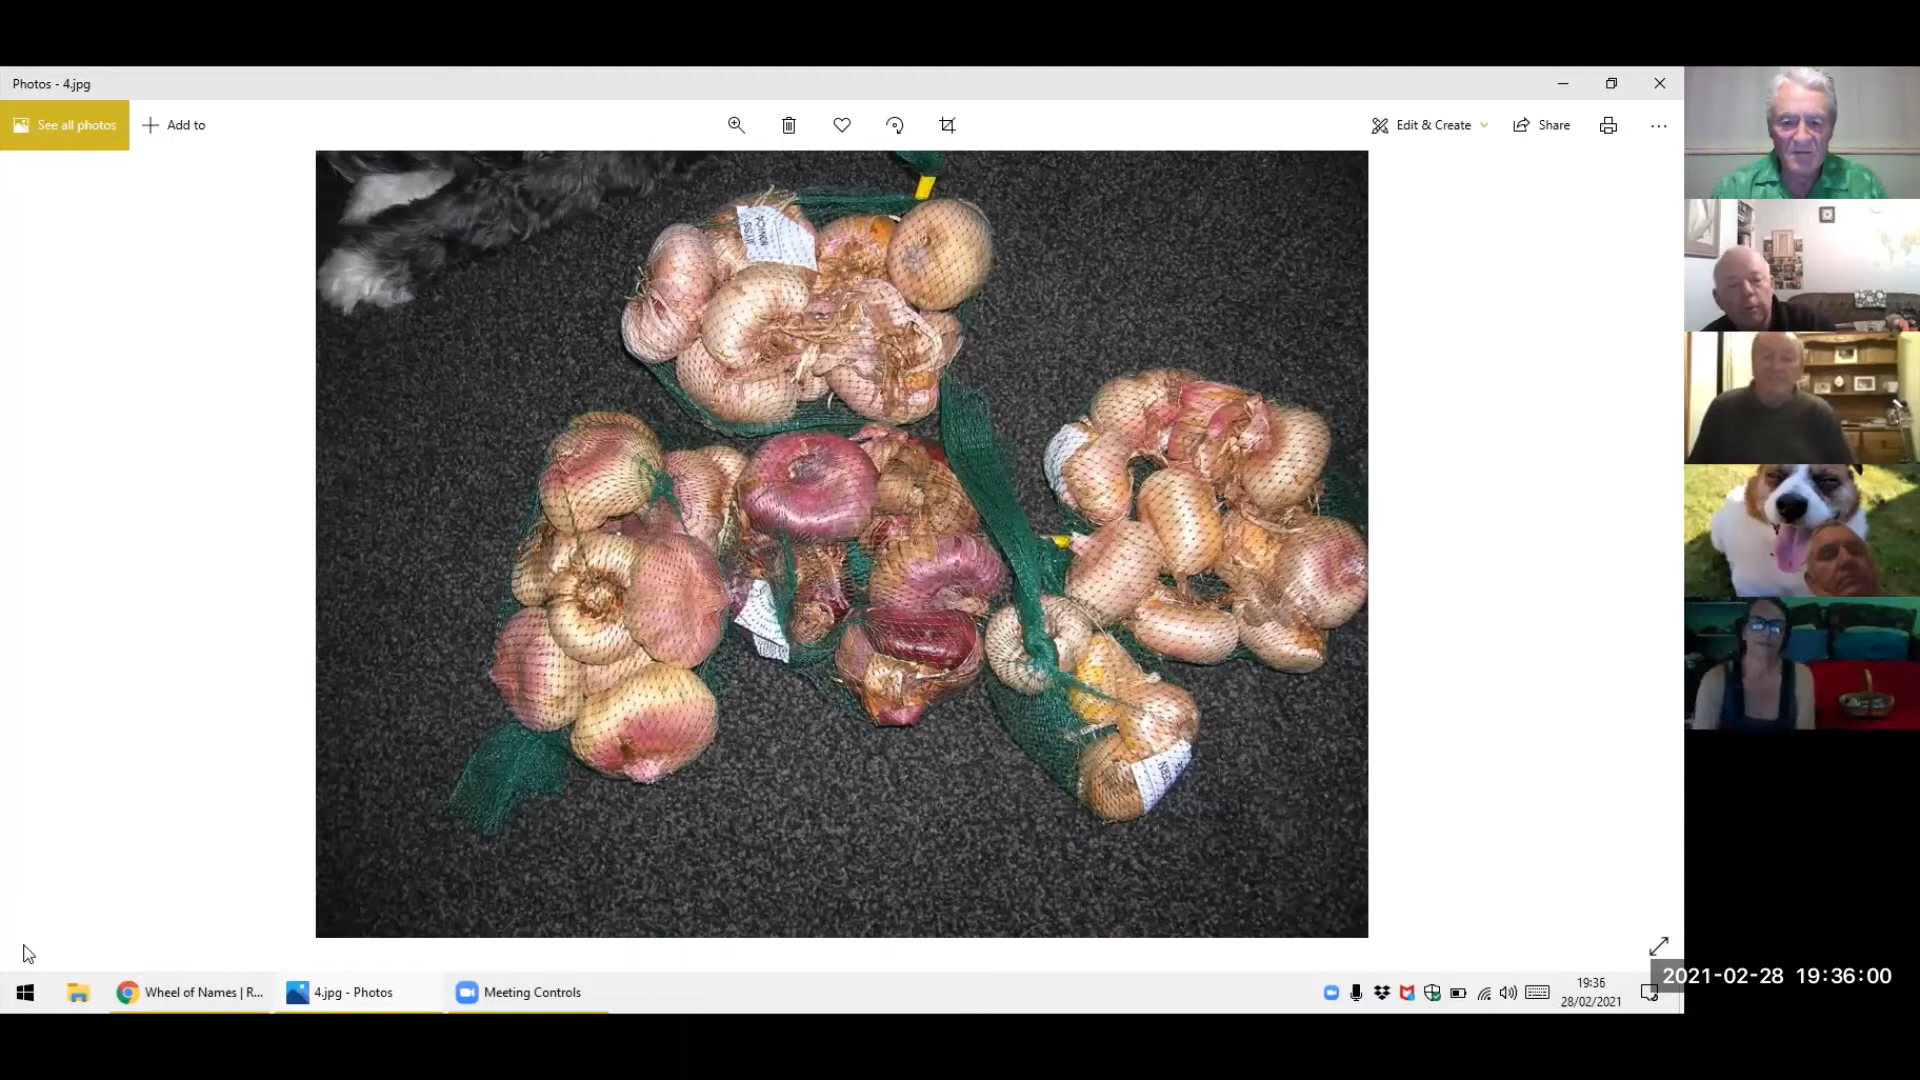 Photos - 4.jpg
See all photos
Add to
Edit & Create
Share
Wheel of Names | R...
4.jpg - Photos
Meeting Controls
19:36
28/02/2021
2021-02-28 19:36:00